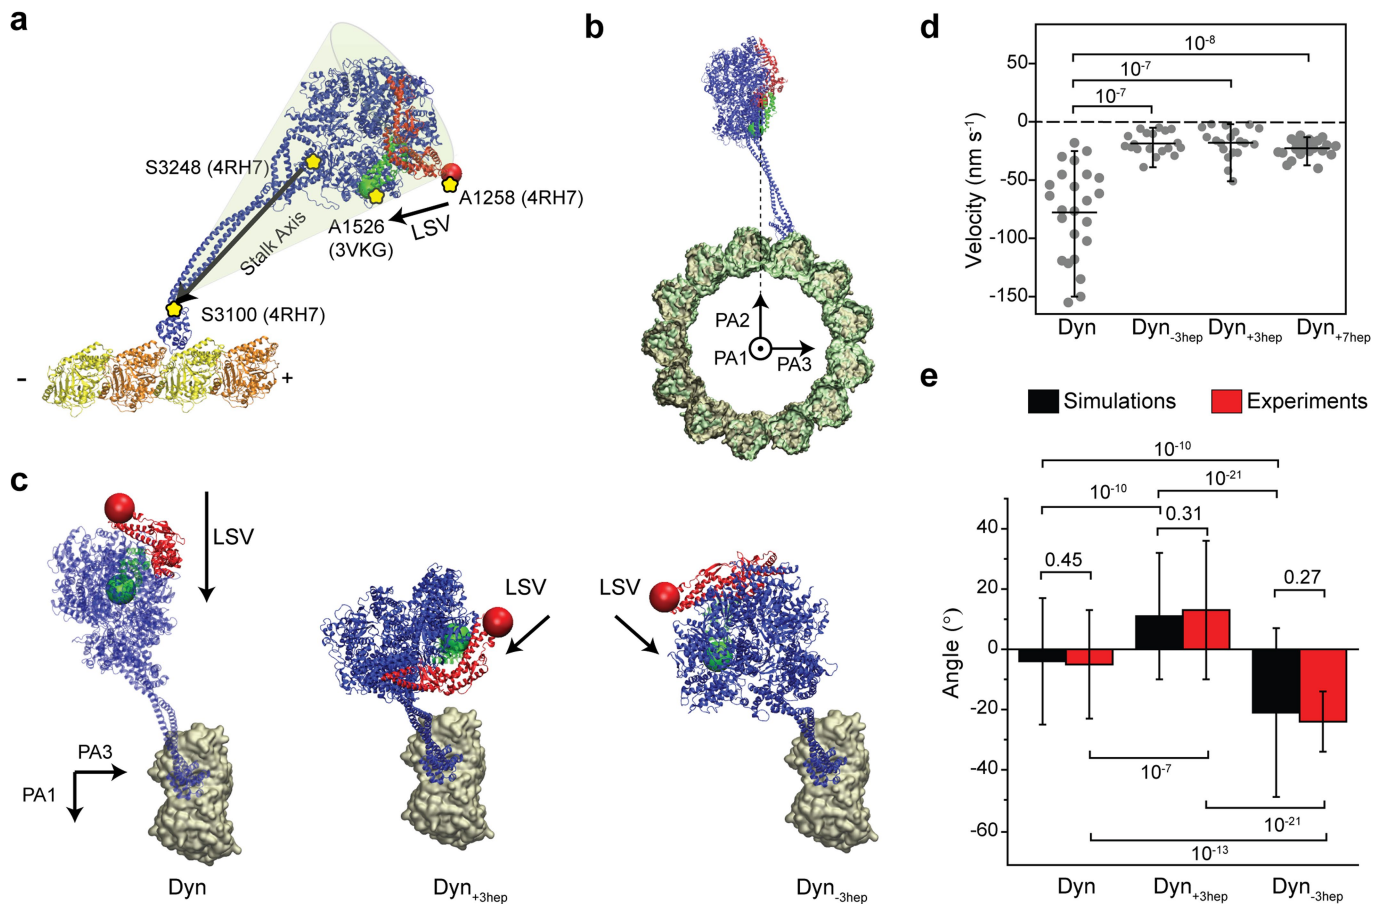 a
S3248 (4RH7)
A1258 (4RH7)
LSV
A1526
(3VKG)
Stalk Axis
S3100 (4RH7)
-
+
b
PA2
PA1
PA3
c
LSV
LSV
LSV
PA3
PA1
Dyn
Dyn+3hep
Dyn-3hep
d
10-8
10-7
10-7
50
0
-50
-100
-150
Velocity (nm s-1)
Dyn
Dyn-3hep
Dyn+3hep
Dyn+7hep
e
Simulations
Experiments
10-10
10-21
10-10
0.31
0.45
0.27
40
20
0
-20
-40
-60
Angle (°)
10-7
10-21
10-13
Dyn
Dyn+3hep
Dyn-3hep